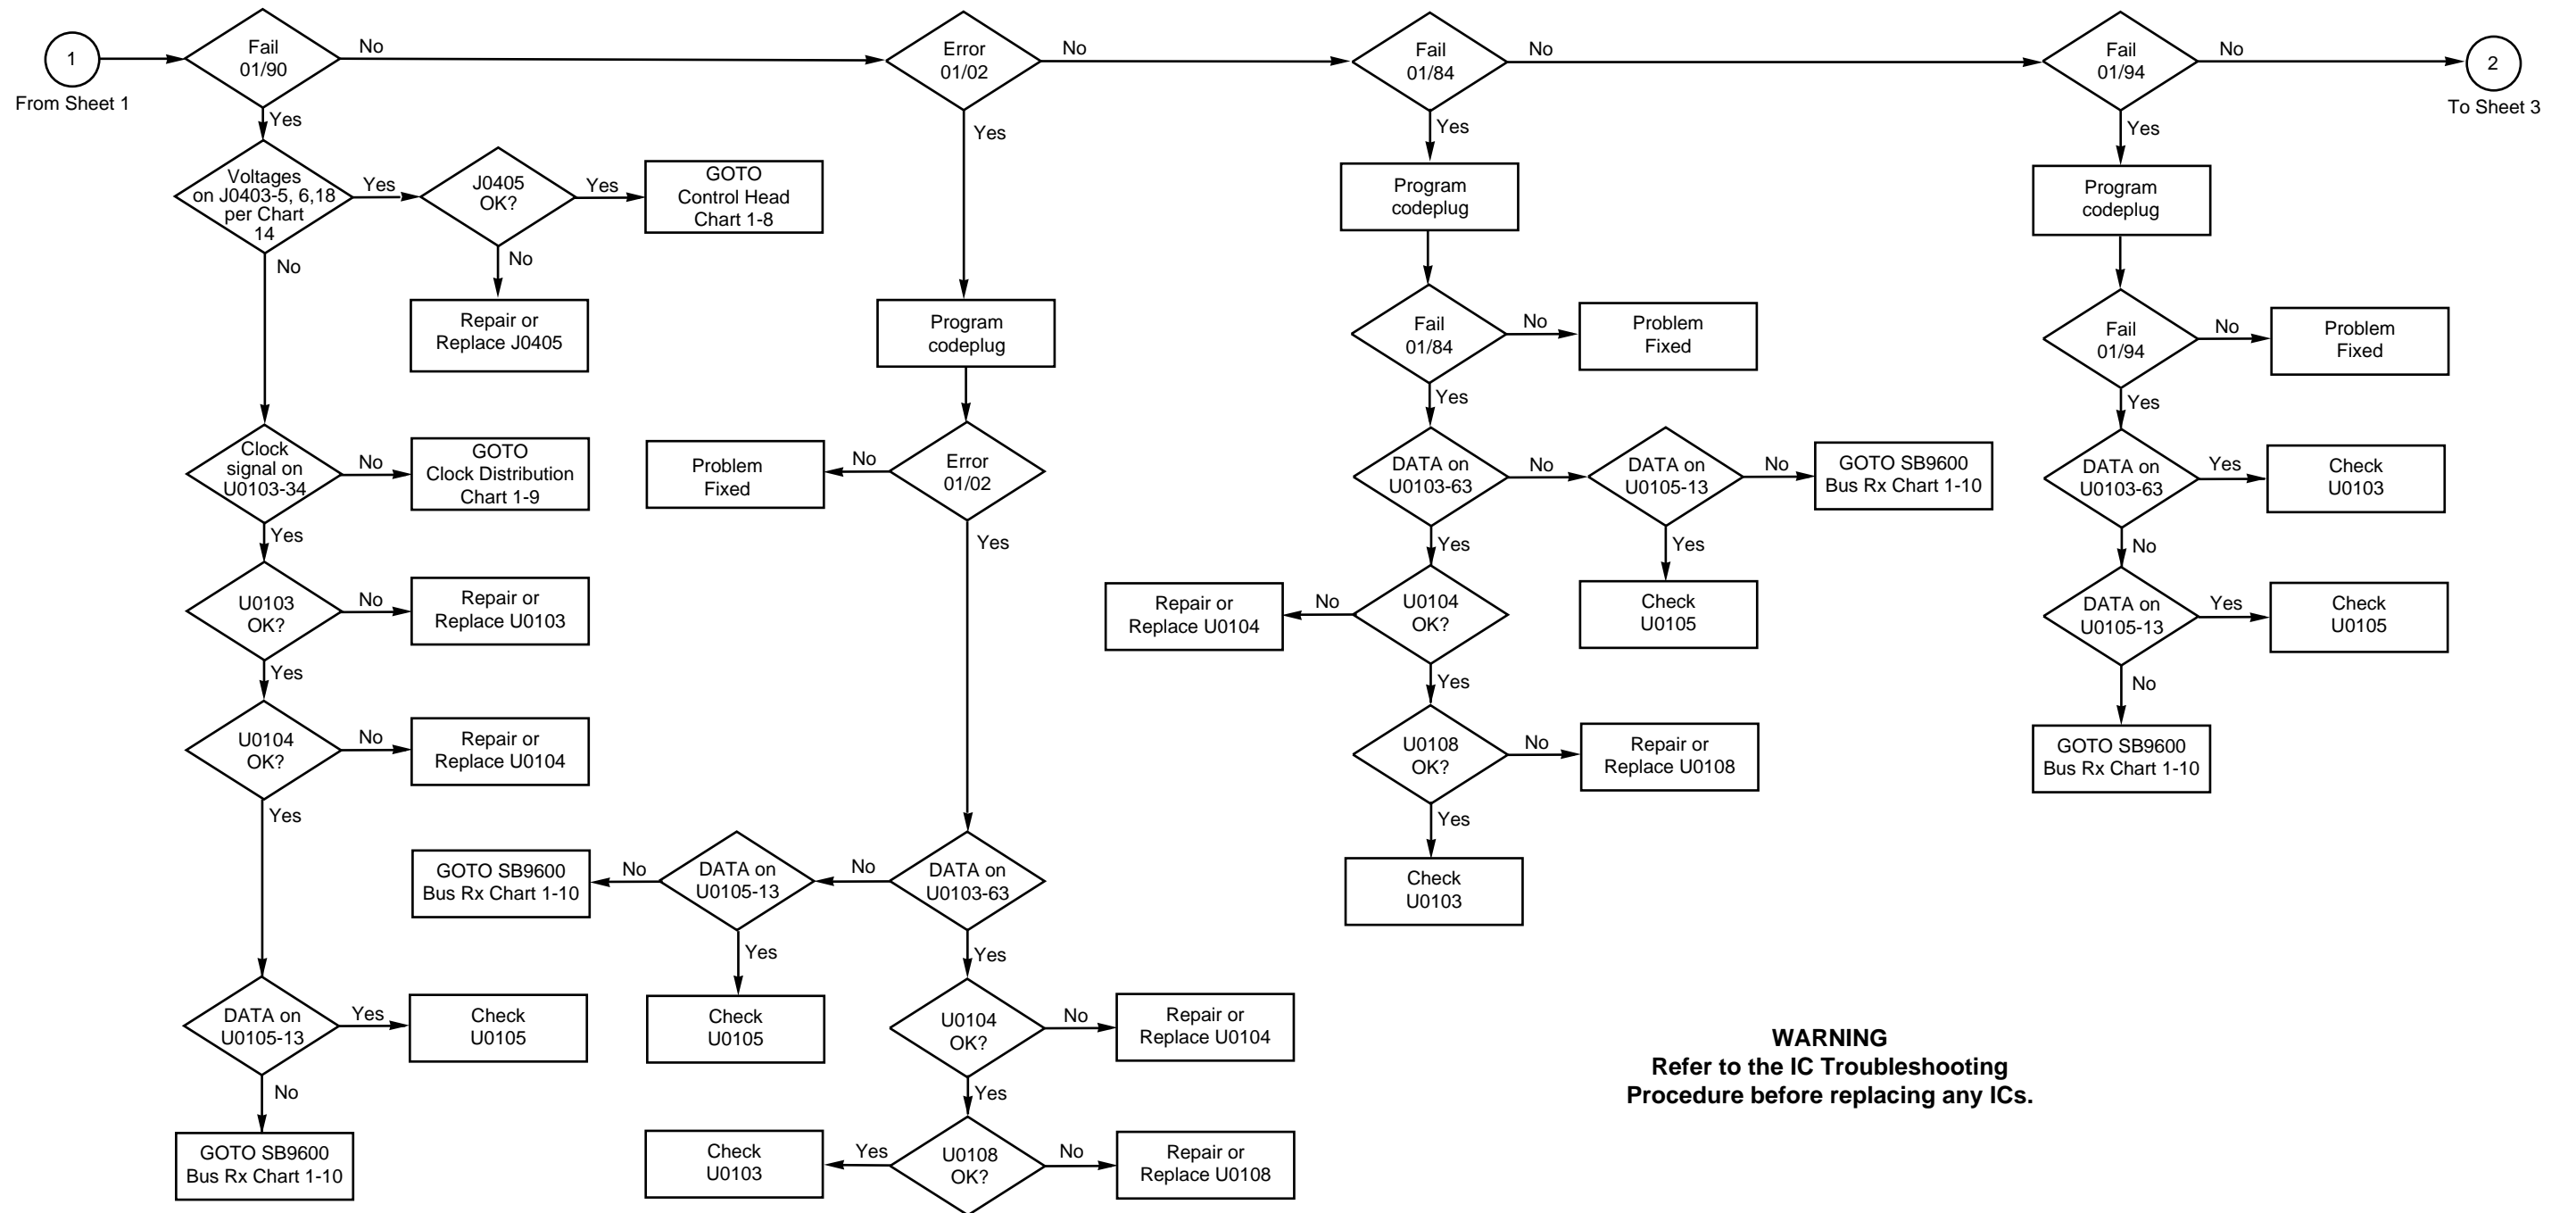 1
From Sheet 1
Fail
01/90
No
Yes
Voltages
on J0403-5, 6,18
per Chart
14
Yes
No
J0405
OK?
Yes
No
GOTO
Control Head
Chart 1-8
Repair or
Replace J0405
Clock
signal on
U0103-34
No
Yes
GOTO
Clock Distribution
Chart 1-9
U0103
OK?
No
Yes
Repair or
Replace U0103
U0104
OK?
No
Yes
Repair or
Replace U0104
DATA on
U0105-13
Yes
No
Check
U0105
GOTO SB9600
Bus Rx Chart 1-10
Error
01/02
No
Yes
Program
codeplug
Error
01/02
No
Yes
Problem
Fixed
DATA on
U0103-63
No
Yes
DATA on
U0105-13
No
Yes
GOTO SB9600
Bus Rx Chart 1-10
Check
U0105
U0104
OK?
No
Yes
Repair or
Replace U0104
U0108
OK?
Yes
No
Check
U0103
Repair or
Replace U0108
Fail
01/84
No
Yes
Program
codeplug
Fail
01/84
No
Yes
Problem
Fixed
DATA on
U0103-63
No
Yes
DATA on
U0105-13
No
Yes
GOTO SB9600
Bus Rx Chart 1-10
Check
U0105
U0104
OK?
No
Yes
Repair or
Replace U0104
U0108
OK?
No
Yes
Repair or
Replace U0108
Check
U0103
Fail
01/94
No
Yes
2
To Sheet 3
Program
codeplug
Fail
01/94
No
Yes
Problem
Fixed
DATA on
U0103-63
Yes
No
Check
U0103
DATA on
U0105-13
Yes
No
Check
U0105
GOTO SB9600
Bus Rx Chart 1-10
WARNING
Refer to the IC Troubleshooting
Procedure before replacing any ICs.